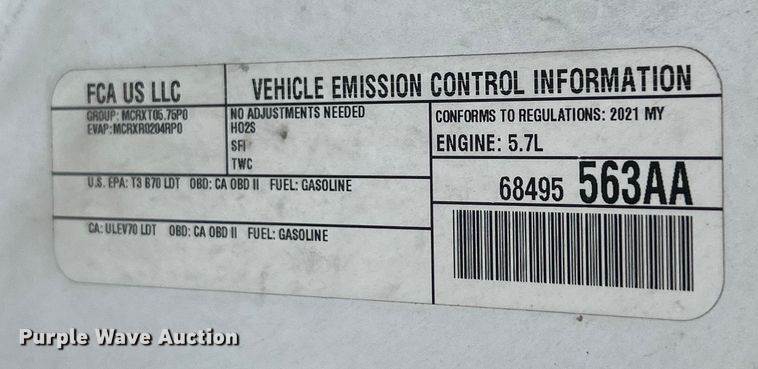 FCA US LLC
VEHICLE EMISSION CONTROL INFORMATION
GROUP: MCRXT05.75P0
EVAP: MCRXR0204RP0
NO ADJUSTMENTS NEEDED
HO2S
SFI
TWC
CONFORMS TO REGULATIONS: 2021 MY
ENGINE: 5.7L
U.S. EPA: T3 B70 LDT OBD: CA OBD II FUEL: GASOLINE
68495 563AA
CA: ULEV70 LDT OBD: CA OBD II FUEL: GASOLINE
Purple Wave Auction